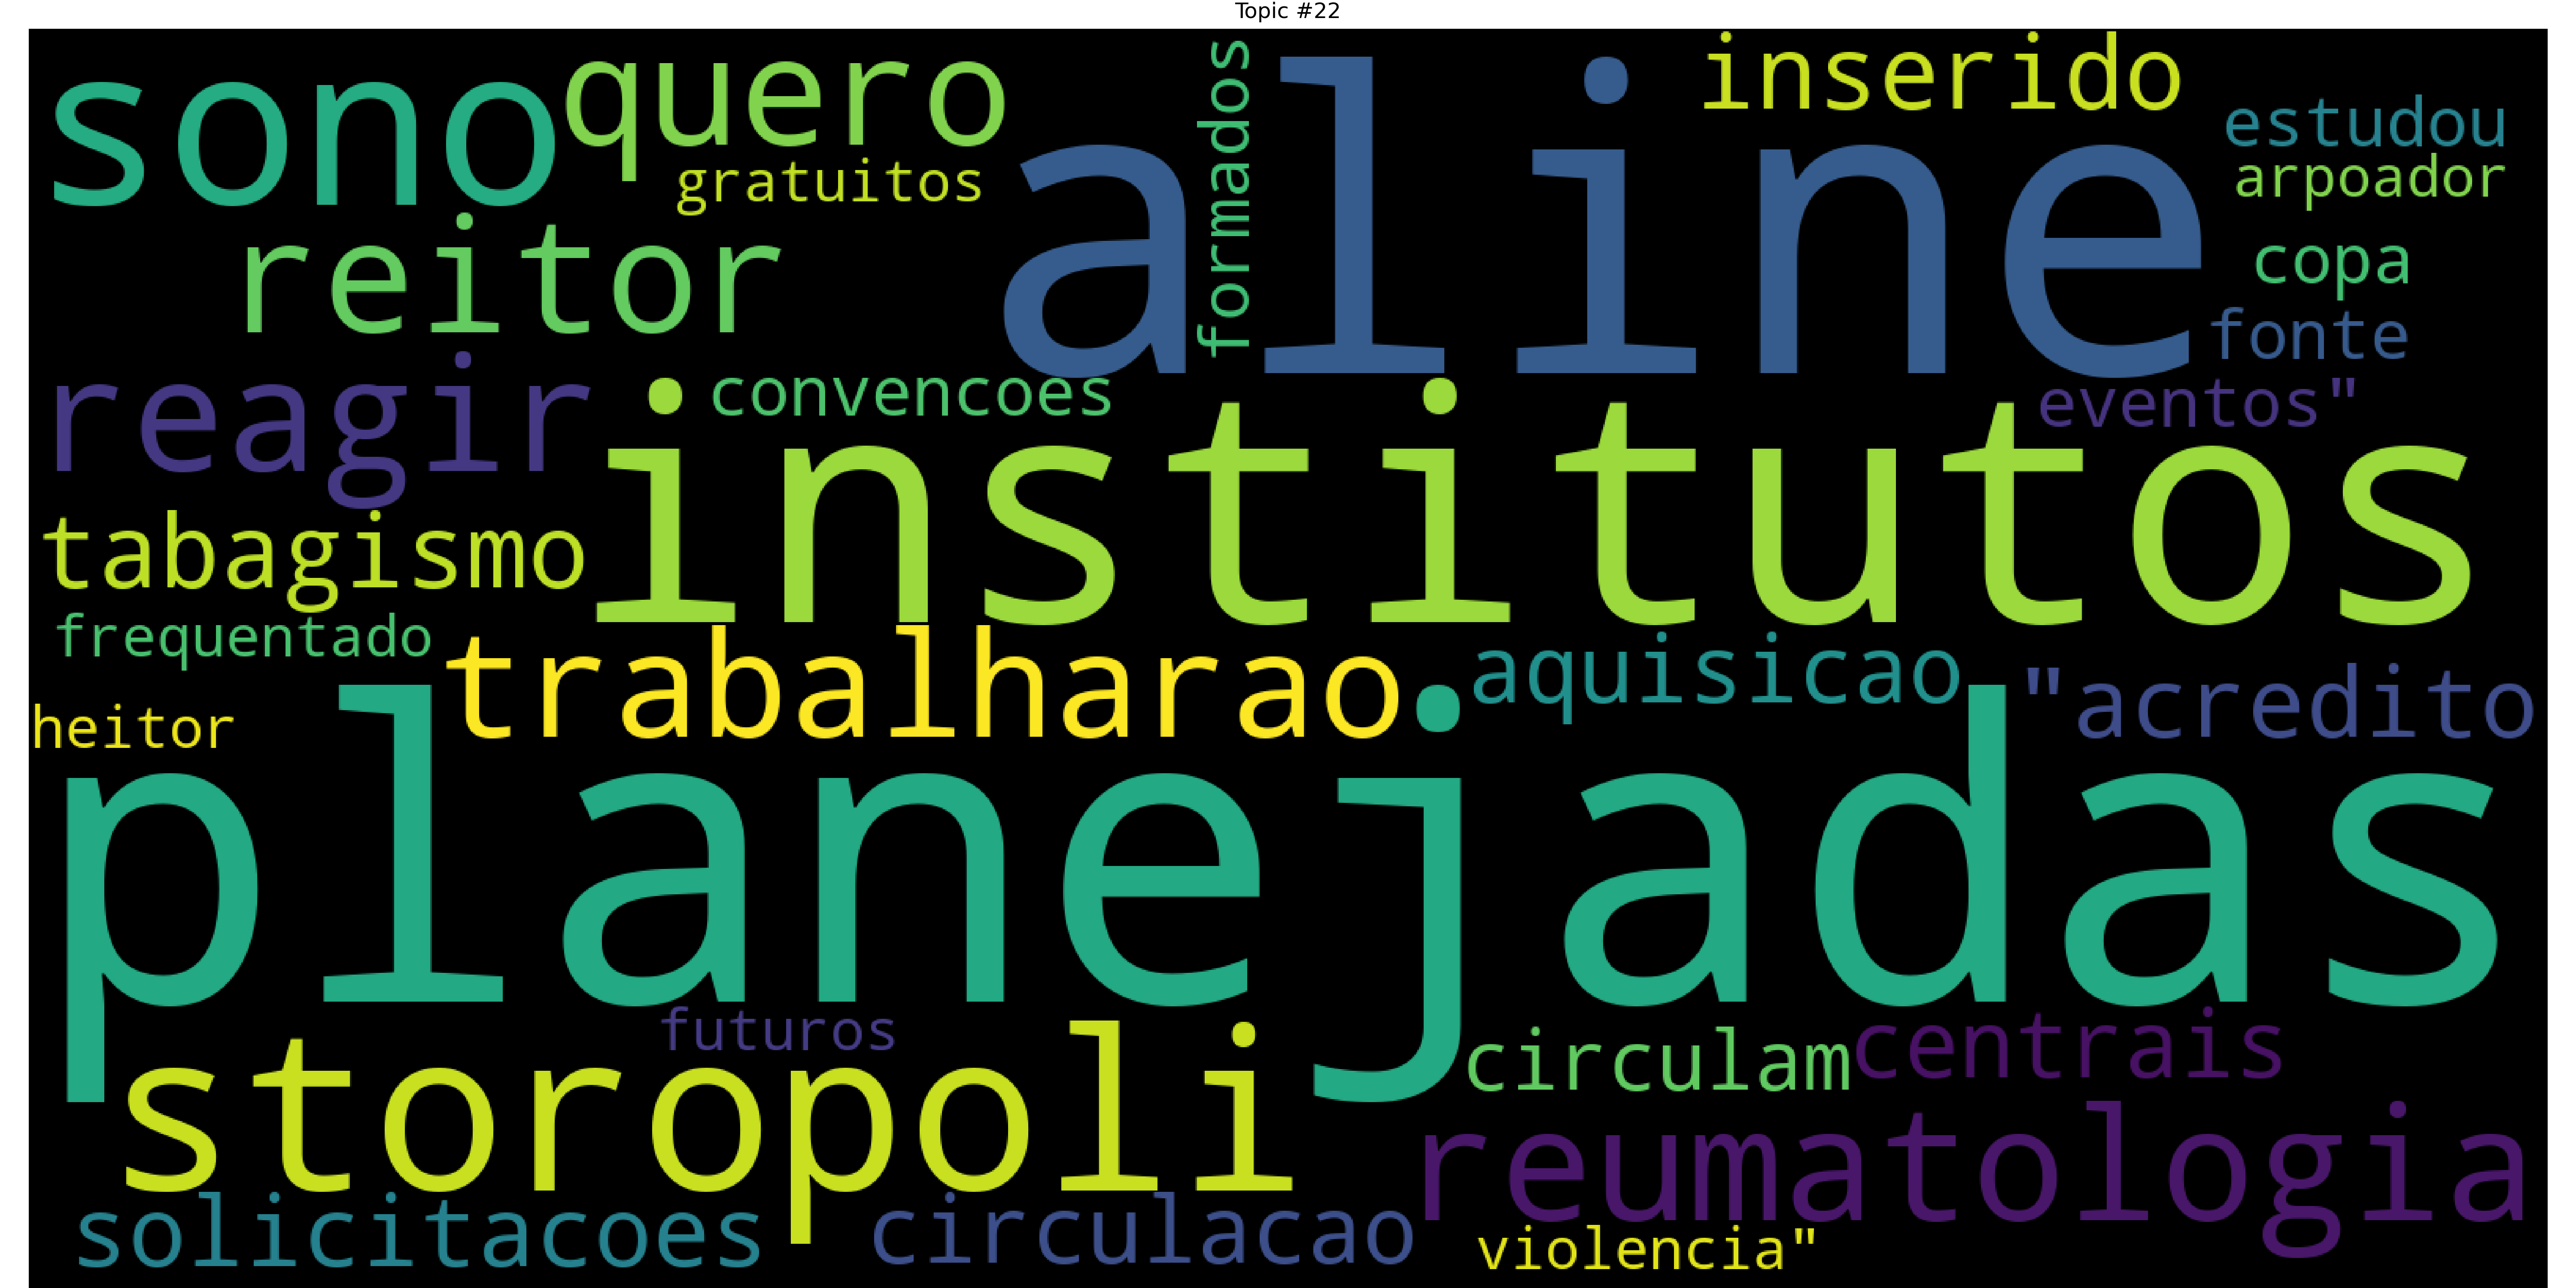 Topic #22
sono
quero
formados
aline
inserido
estudou
gratuitos
arpoador
reitor
copa
fonte
reagir
convencoes
eventos"
institutos
tabagismo
frequentado
trabalharao
aquisicao
"acredito
heitor
planejadas
futuros
storopoli
circulam
centrais
reumatologia
solicitacoes
circulacao
violencia"